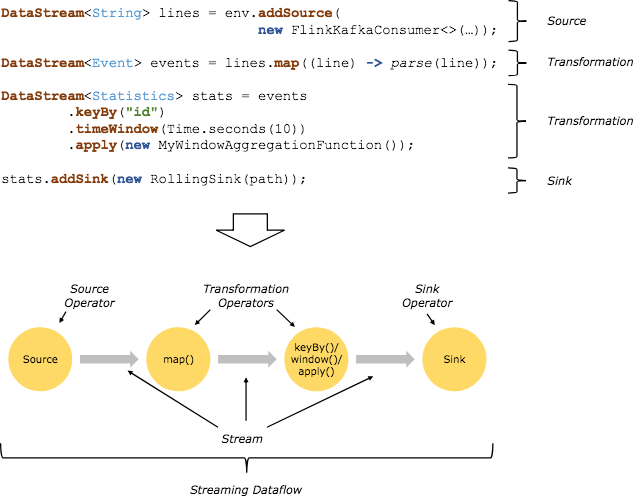 DataStream<String> lines = env.addSource(
new FlinkKafkaConsumer<>(…));
Source
DataStream<Event> events = lines.map((line) -> parse(line));
Transformation
DataStream<Statistics> stats = events
.keyBy("id")
.timeWindow(Time.seconds(10))
.apply(new MyWindowAggregationFunction());
Transformation
stats.addSink(new RollingSink(path));
Sink
Source
Operator
Transformation
Operators
Sink
Operator
Source
map()
keyBy()/
window()/
apply()
Sink
Stream
Streaming Dataflow